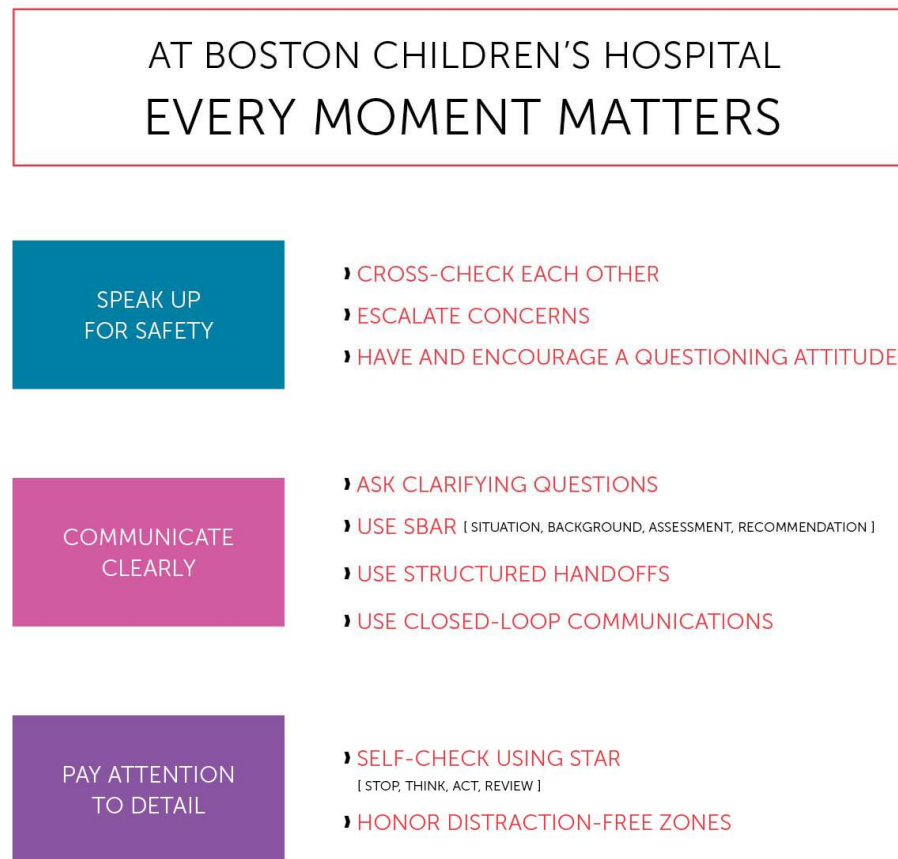 AT BOSTON CHILDREN’S HOSPITAL
EVERY MOMENT MATTERS
SPEAK UP
FOR SAFETY
CROSS-CHECK EACH OTHER
ESCALATE CONCERNS
HAVE AND ENCOURAGE A QUESTIONING ATTITUDE
COMMUNICATE
CLEARLY
ASK CLARIFYING QUESTIONS
USE SBAR [ SITUATION, BACKGROUND, ASSESSMENT, RECOMMENDATION ]
USE STRUCTURED HANDOFFS
USE CLOSED-LOOP COMMUNICATIONS
PAY ATTENTION
TO DETAIL
SELF-CHECK USING STAR
[ STOP, THINK, ACT, REVIEW ]
HONOR DISTRACTION-FREE ZONES